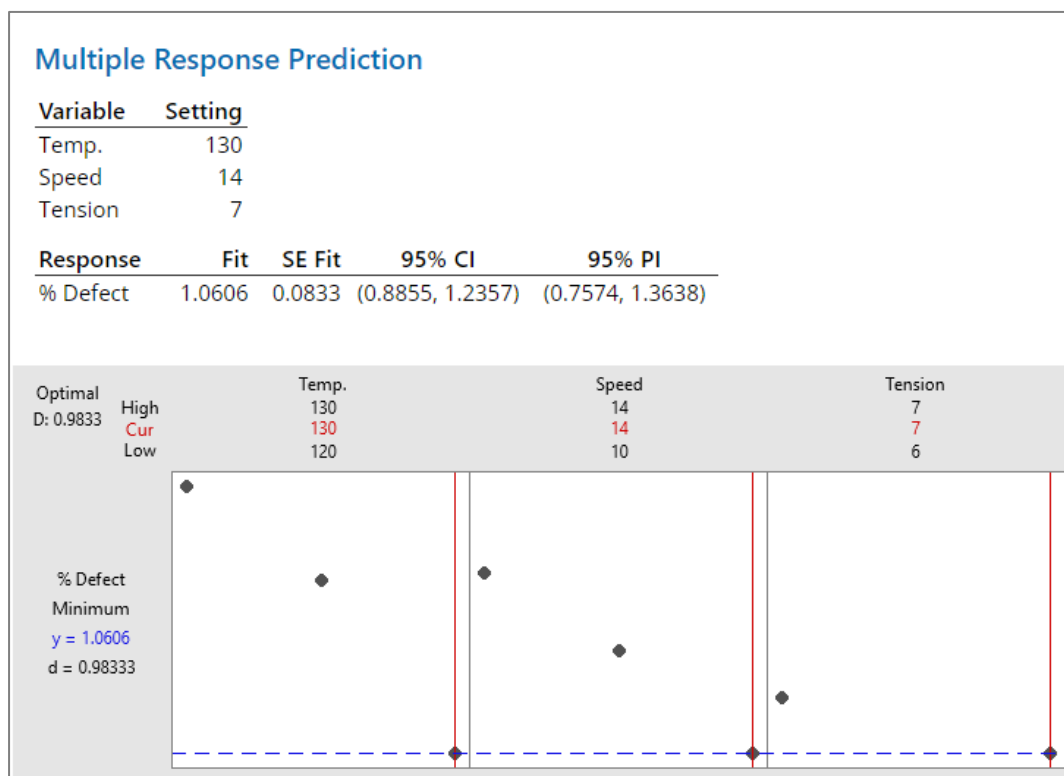 Multiple Response Prediction
Variable Setting
Temp. 130
Speed 14
Tension 7
Response Fit SE Fit 95% CI 95% PI
% Defect 1.0606 0.0833 (0.8855, 1.2357) (0.7574, 1.3638)
Optimal
D: 0.9833
Temp. Speed Tension
High 130 14 7
Cur 130 14 7
Low 120 10 6
% Defect
Minimum
y = 1.0606
d = 0.98333